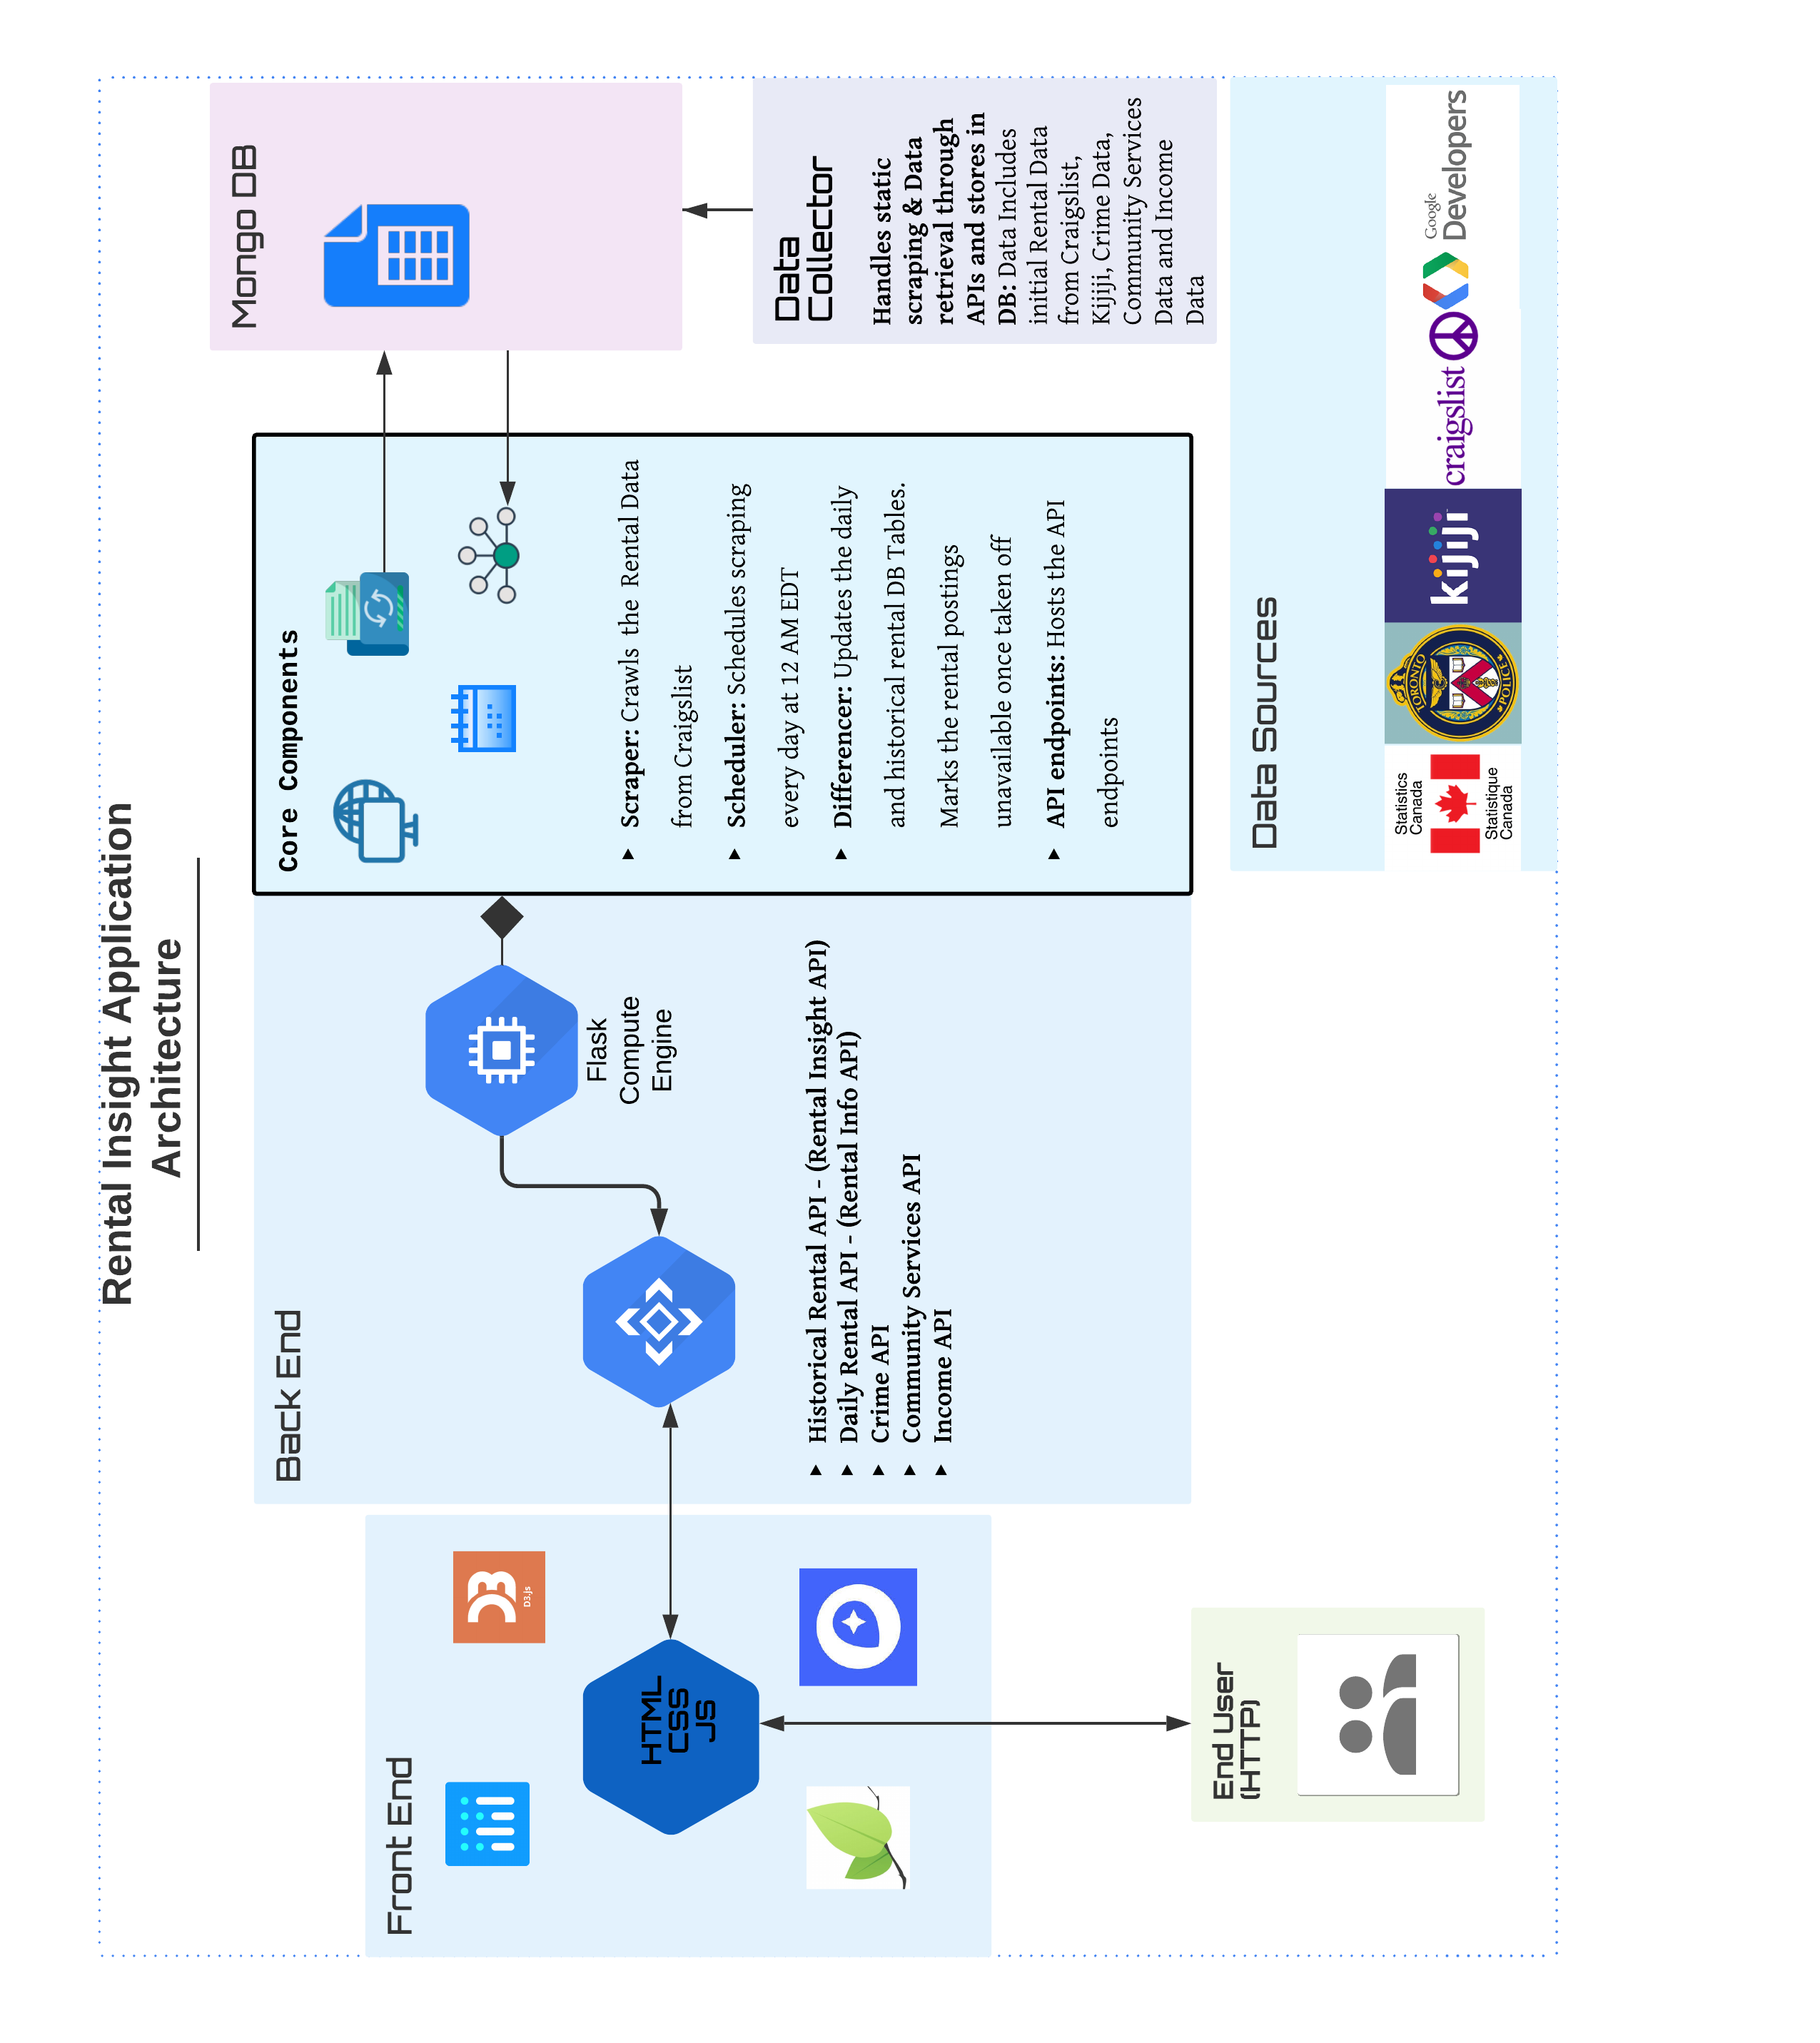 Rental Insight Application
Architecture
Front End
D3.js
HTML
CSS
JS
End User
(HTTP)
Back End
Flask
Compute
Engine
Historical Rental API - (Rental Insight API)
Daily Rental API - (Rental Info API)
Crime API
Community Services API
Income API
Core Components
Scraper: Crawls the Rental Data
from Craigslist
Scheduler: Schedules scraping
every day at 12 AM EDT
Differencer: Updates the daily
and historical rental DB Tables.
Marks the rental postings
unavailable once taken off
API endpoints: Hosts the API
endpoints
Mongo DB
Data
Collector
Handles static
scraping & Data
retrieval through
APIs and stores in
DB: Data Includes
initial Rental Data
from Craigslist,
Kijiji, Crime Data,
Community Services
Data and Income
Data
Data Sources
Statistics
Canada
Statistique
Canada
TORONTO
POLICE
kijiji
craigslist
Google
Developers